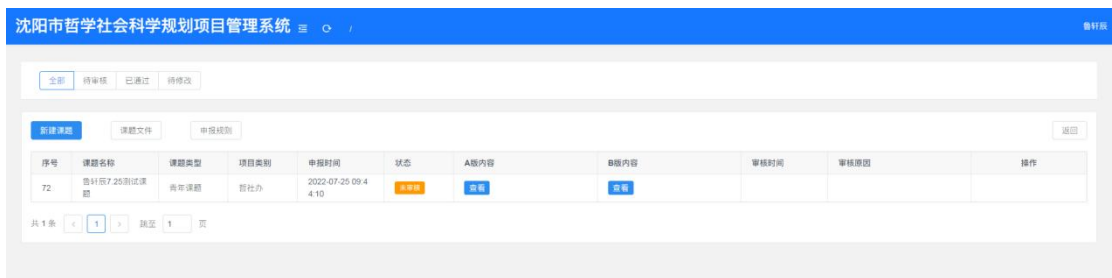 沈阳市哲学社会科学规划项目管理系统 /
鲁轩辰
全部 待审核 已通过 待修改
新建课题 课题文件 申报规则 返回
序号 课题名称 课题类型 项目类别 申报时间 状态 A版内容 B版内容 审核时间 审核原因 操作
72 鲁轩辰7.25测试课 青年课题 哲社办 2022-07-25 09:4 未审核 查看 查看
题 4:10
共 1 条 < 1 > 跳至 1 页